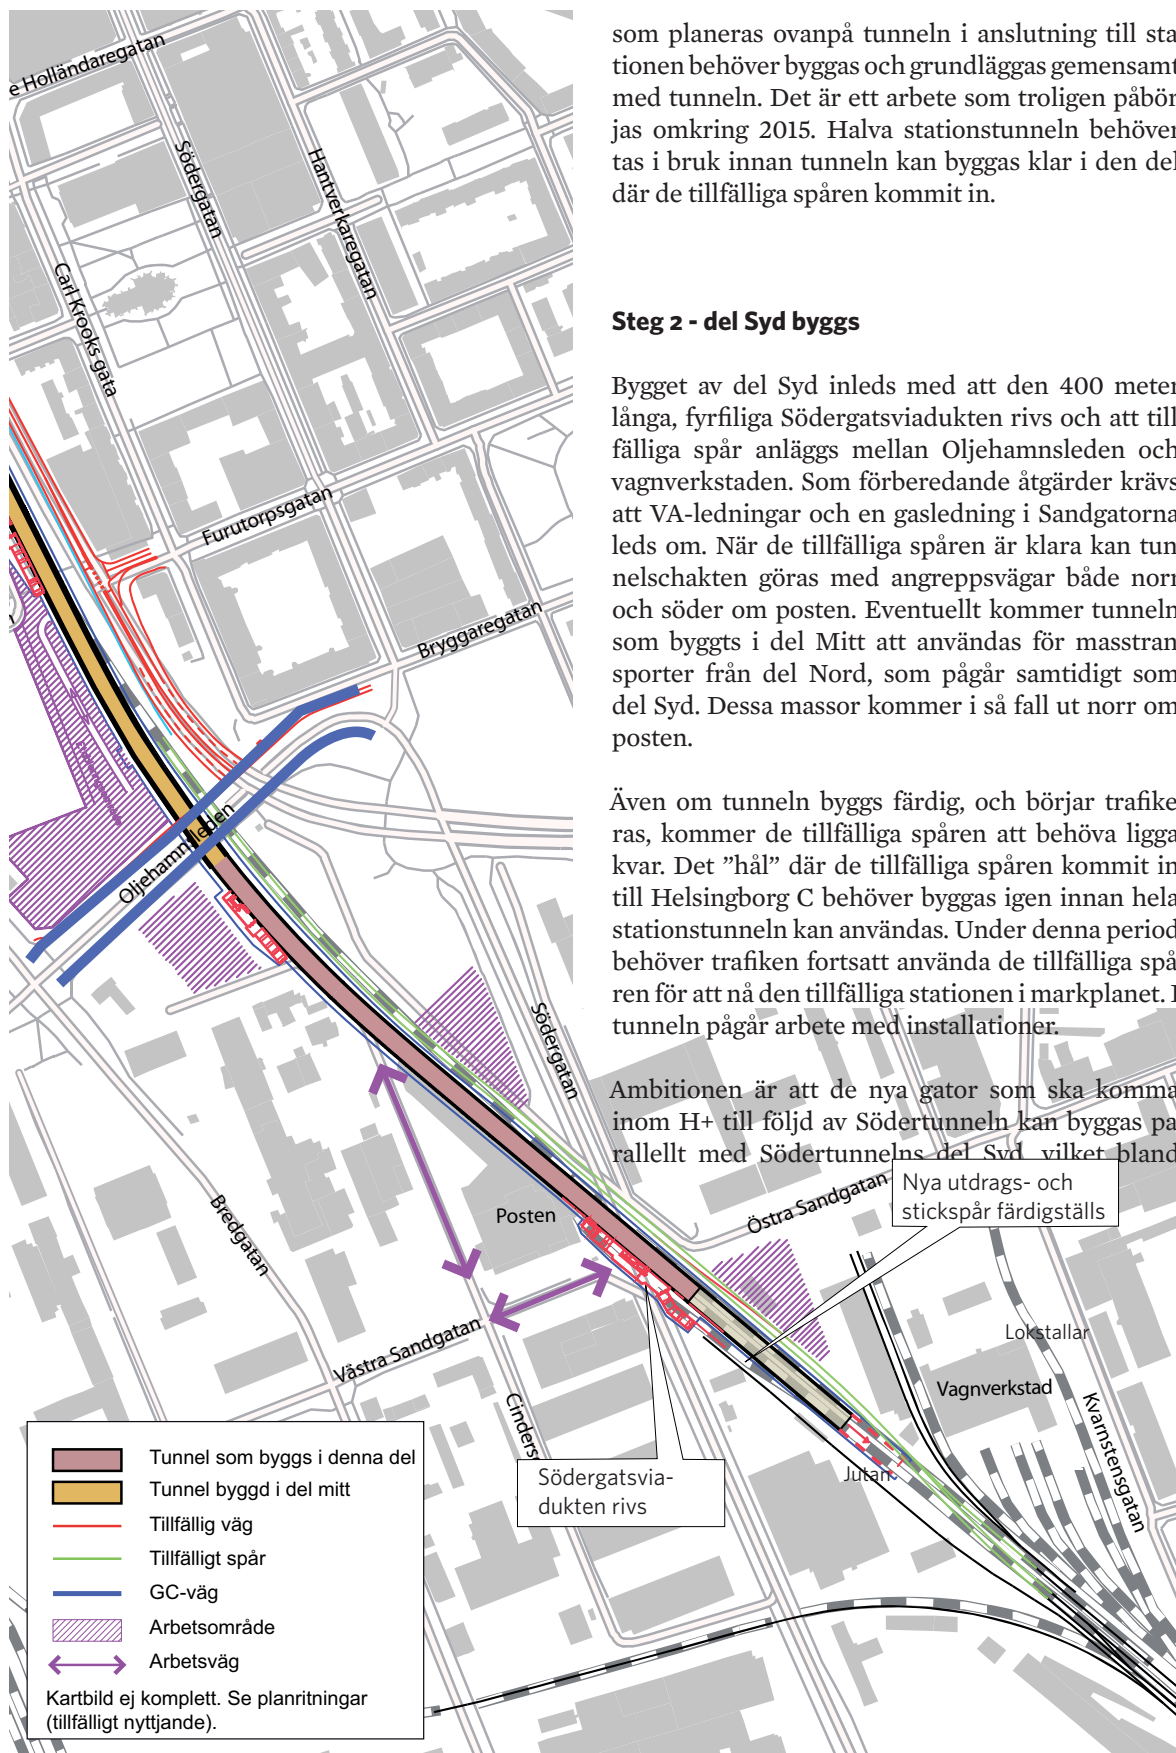 som planeras ovanpå tunneln i anslutning till sta
tionen behöver byggas och grundläggas gemensamt
med tunneln. Det är ett arbete som troligen påbör
jas omkring 2015. Halva stationstunneln behöver
tas i bruk innan tunneln kan byggas klar i den del
där de tillfälliga spåren kommit in.
Steg 2 - del Syd byggs
Bygget av del Syd inleds med att den 400 meter
långa, fyrfiliga Södergatsviadukten rivs och att till
fälliga spår anläggs mellan Oljehamnsleden och
vagnverkstaden. Som förberedande åtgärder krävs
att VA-ledningar och en gasledning i Sandgatorna
leds om. När de tillfälliga spåren är klara kan tun
nelschakten göras med angreppsvägar både norr
och söder om posten. Eventuellt kommer tunneln
som byggts i del Mitt att användas för masstran
sporter från del Nord, som pågår samtidigt som
del Syd. Dessa massor kommer i så fall ut norr om
posten.
Även om tunneln byggs färdig, och börjar trafike
ras, kommer de tillfälliga spåren att behöva ligga
kvar. Det ”hål” där de tillfälliga spåren kommit in
till Helsingborg C behöver byggas igen innan hela
stationstunneln kan användas. Under denna period
behöver trafiken fortsatt använda de tillfälliga spå
ren för att nå den tillfälliga stationen i markplanet. I
tunneln pågår arbete med installationer.
Ambitionen är att de nya gator som ska komma
inom H+ till följd av Södertunneln kan byggas pa
rallellt med Södertunnelns del Syd, vilket bland
e Holländaregatan
Södergatan
Hantverkaregatan
Carl Krooks gata
Furutorpsgatan
Bryggaregatan
Oljehamnsleden
Södergatan
Bredgatan
Posten
Östra Sandgatan
Nya utdrags- och
stickspår färdigställs
Västra Sandgatan
Lokstallar
Vagnverkstad
Kvarnstensgatan
Jutan
Södergatsvia-
dukten rivs
Tunnel som byggs i denna del
Tunnel byggd i del mitt
Tillfällig väg
Tillfälligt spår
GC-väg
Arbetsområde
Arbetsväg
Kartbild ej komplett. Se planritningar
(tillfälligt nyttjande).